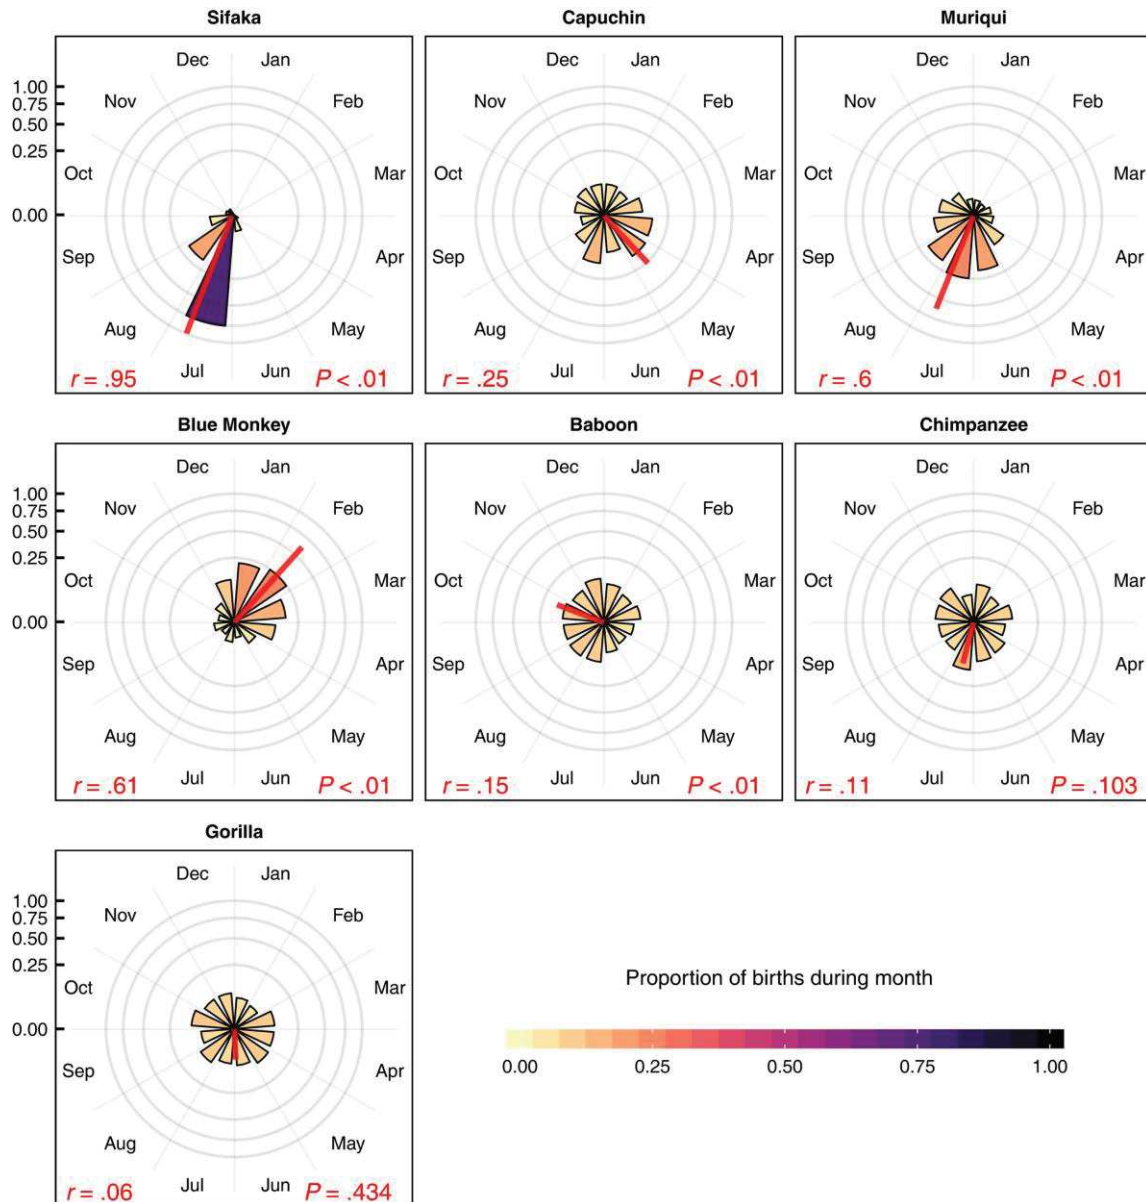 Sifaka
Capuchin
Muriqui
Dec Jan
Nov Feb
Oct Mar
Sep Apr
Aug May
Jul Jun
1.00
0.75
0.50
0.25
0.00
r = .95 P < .01
Dec Jan
Nov Feb
Oct Mar
Sep Apr
Aug May
Jul Jun
r = .25 P < .01
Dec Jan
Nov Feb
Oct Mar
Sep Apr
Aug May
Jul Jun
r = .6 P < .01
Blue Monkey
Baboon
Chimpanzee
Dec Jan
Nov Feb
Oct Mar
Sep Apr
Aug May
Jul Jun
1.00
0.75
0.50
0.25
0.00
r = .61 P < .01
Dec Jan
Nov Feb
Oct Mar
Sep Apr
Aug May
Jul Jun
r = .15 P < .01
Dec Jan
Nov Feb
Oct Mar
Sep Apr
Aug May
Jul Jun
r = .11 P = .103
Gorilla
Dec Jan
Nov Feb
Oct Mar
Sep Apr
Aug May
Jul Jun
1.00
0.75
0.50
0.25
0.00
r = .06 P = .434
Proportion of births during month
0.00 0.25 0.50 0.75 1.00